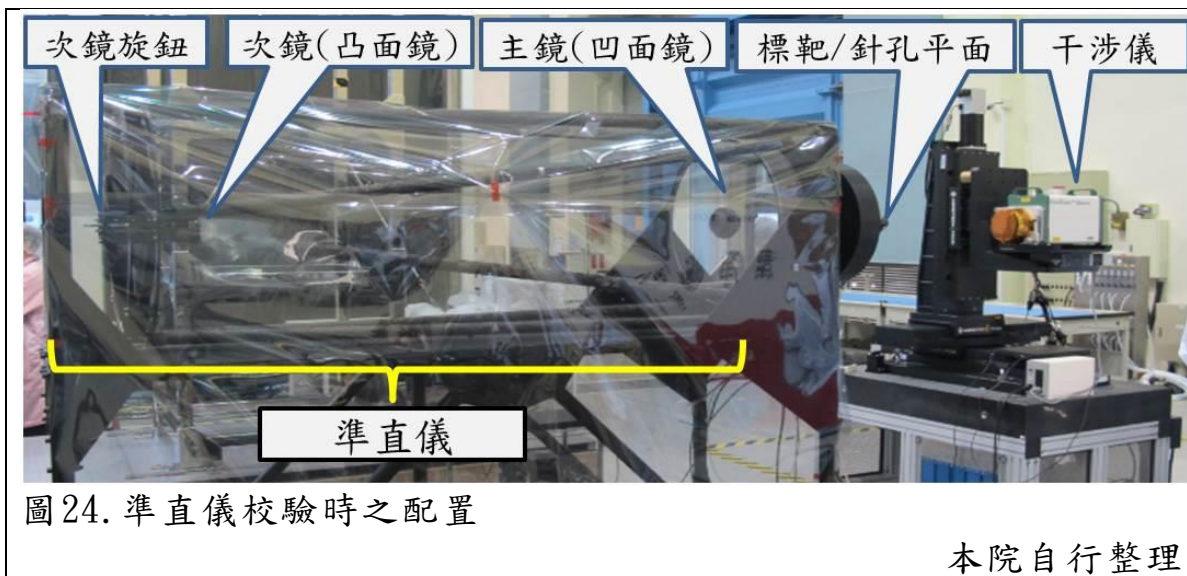 次鏡旋鈕
次鏡(凸面鏡)
主鏡(凹面鏡)
標靶/針孔平面
干涉儀
準直儀
圖24.準直儀校驗時之配置
本院自行整理